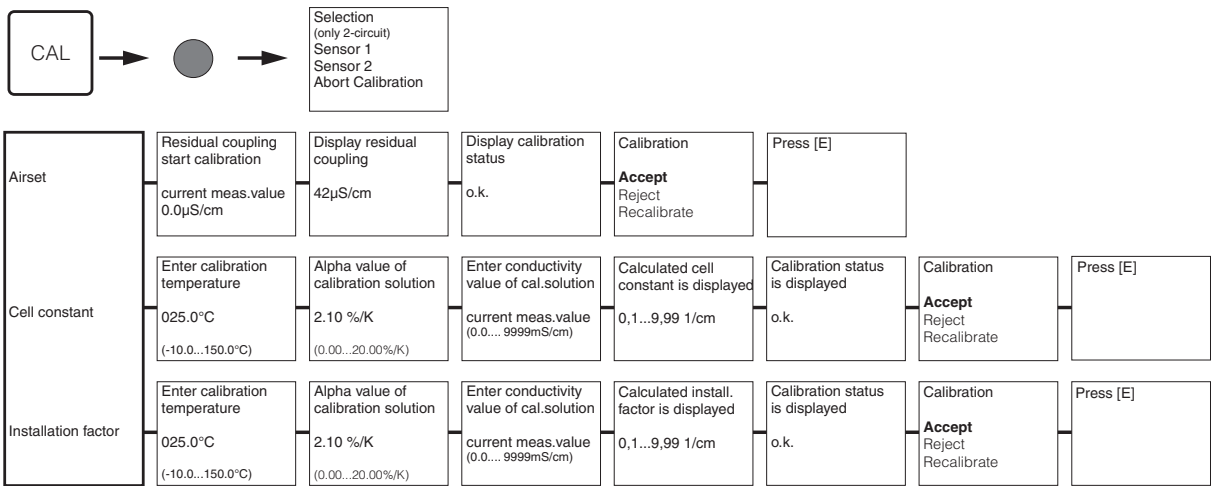 CAL
Selection
(only 2-circuit)
Sensor 1
Sensor 2
Abort Calibration
Airset
Residual coupling
start calibration
current meas.value
0.0µS/cm
Display residual
coupling
42µS/cm
Display calibration
status
o.k.
Calibration
Accept
Reject
Recalibrate
Press [E]
Cell constant
Enter calibration
temperature
025.0°C
(-10.0...150.0°C)
Alpha value of
calibration solution
2.10 %/K
(0.00...20.00%/K)
Enter conductivity
value of cal.solution
current meas.value
(0.0.... 9999mS/cm)
Calculated cell
constant is displayed
0,1...9,99 1/cm
Calibration status
is displayed
o.k.
Calibration
Accept
Reject
Recalibrate
Press [E]
Installation factor
Enter calibration
temperature
025.0°C
(-10.0...150.0°C)
Alpha value of
calibration solution
2.10 %/K
(0.00...20.00%/K)
Enter conductivity
value of cal.solution
current meas.value
(0.0.... 9999mS/cm)
Calculated install.
factor is displayed
0,1...9,99 1/cm
Calibration status
is displayed
o.k.
Calibration
Accept
Reject
Recalibrate
Press [E]